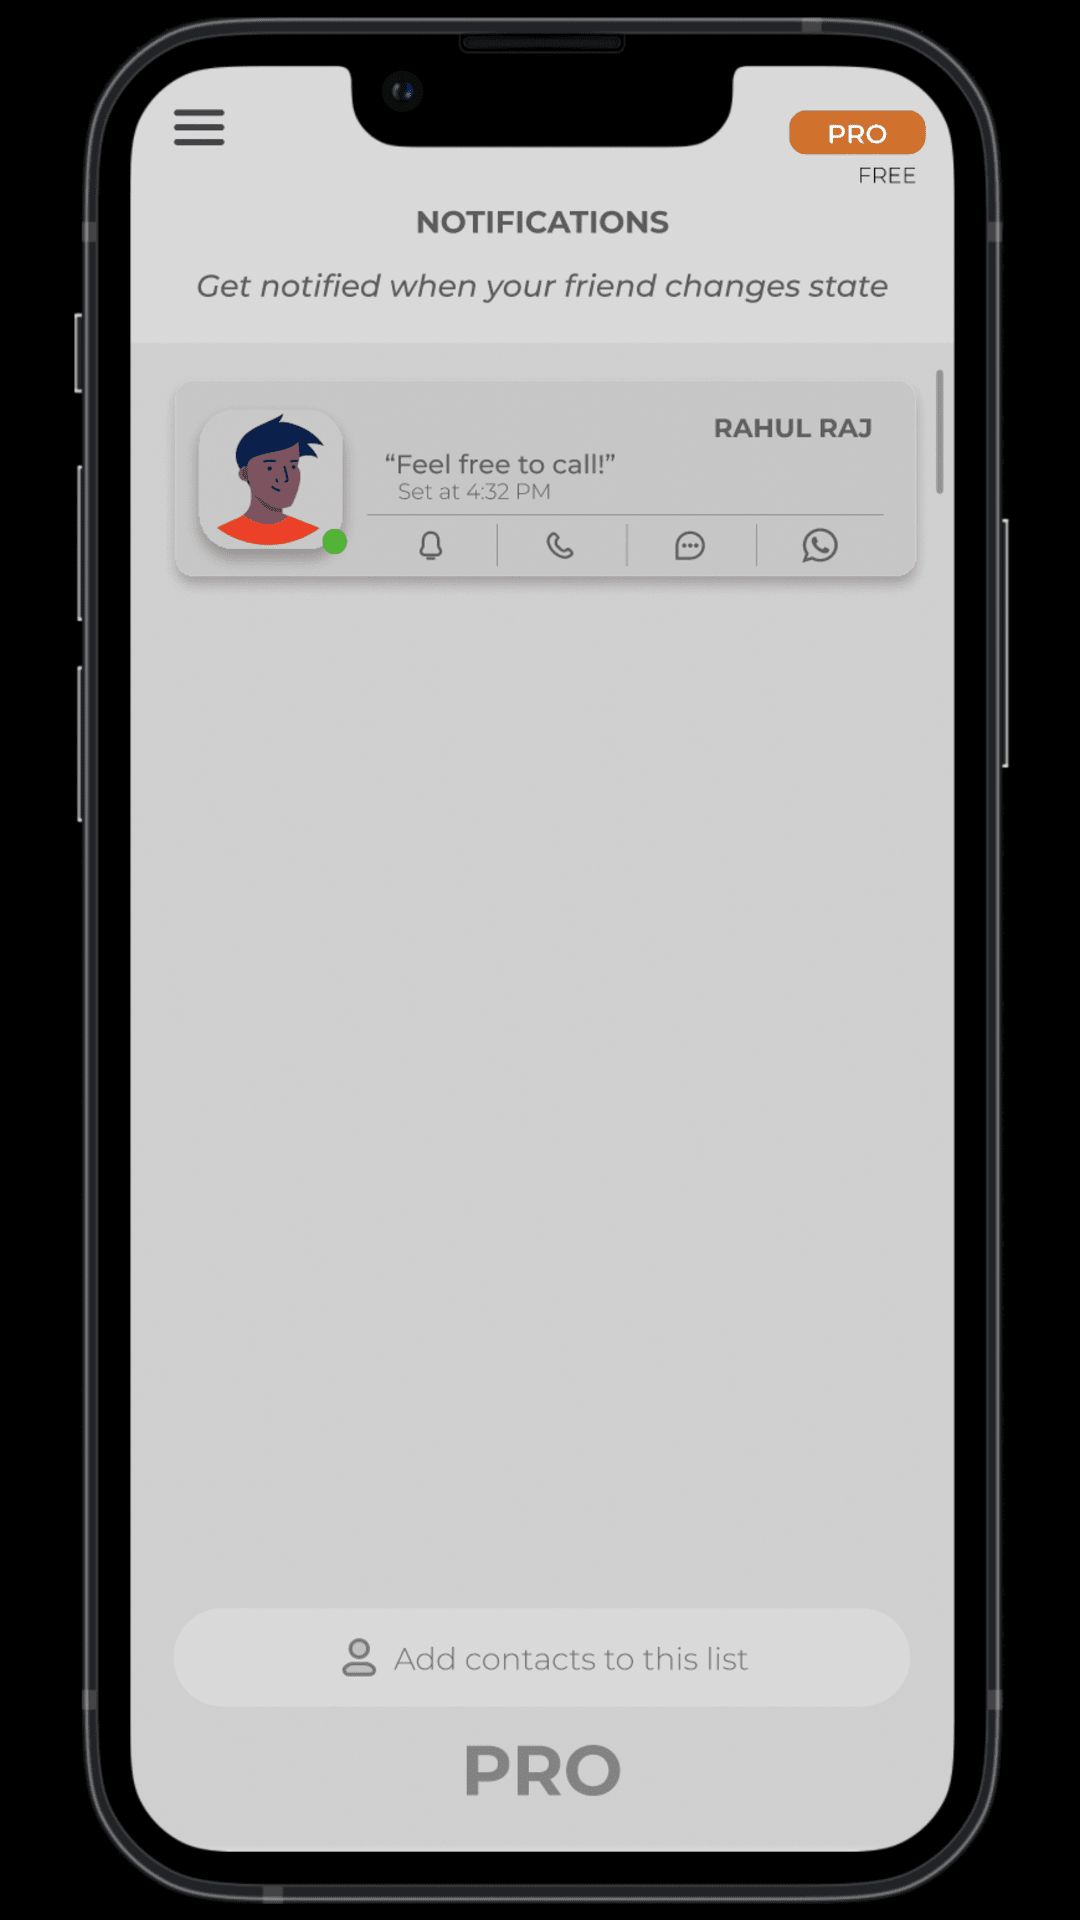 PRO
FREE
NOTIFICATIONS
Get notified when your friend changes state
RAHUL RAJ
“Feel free to call!”
Set at 4:32 PM
Add contacts to this list
PRO